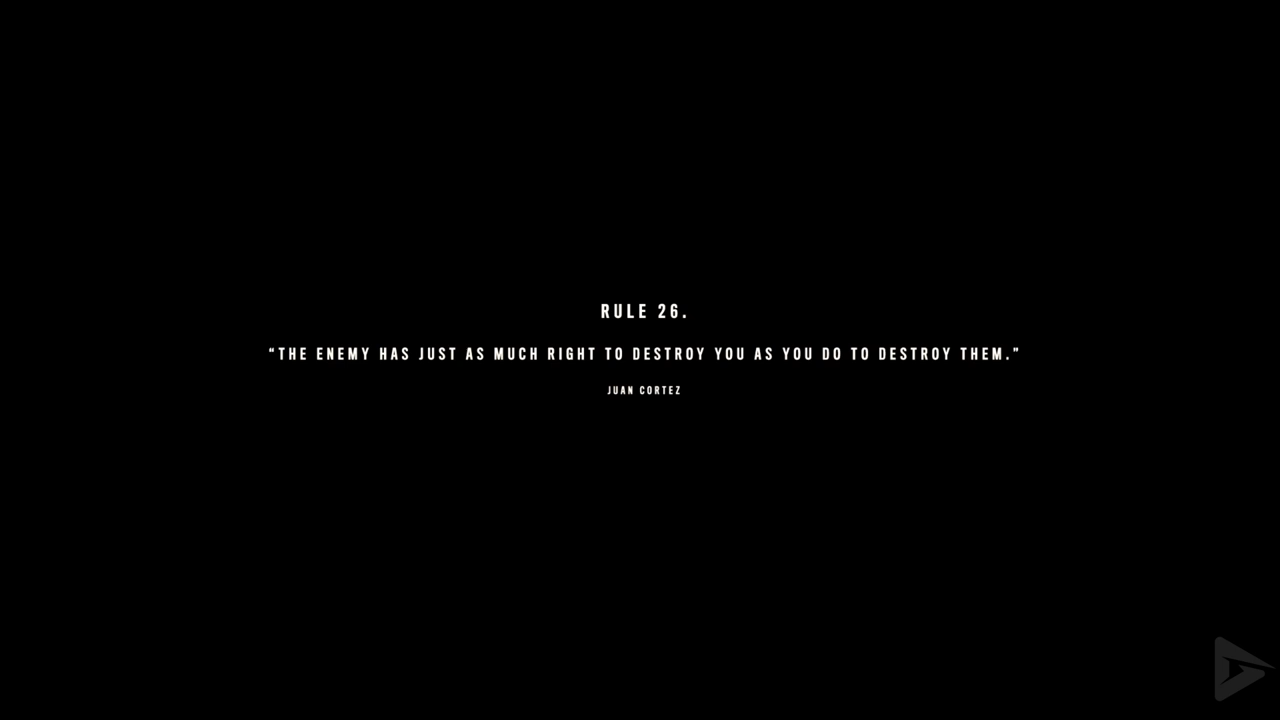 RULE 26.
“THE ENEMY HAS JUST AS MUCH RIGHT TO DESTROY YOU AS YOU DO TO DESTROY THEM.”
JUAN CORTEZ